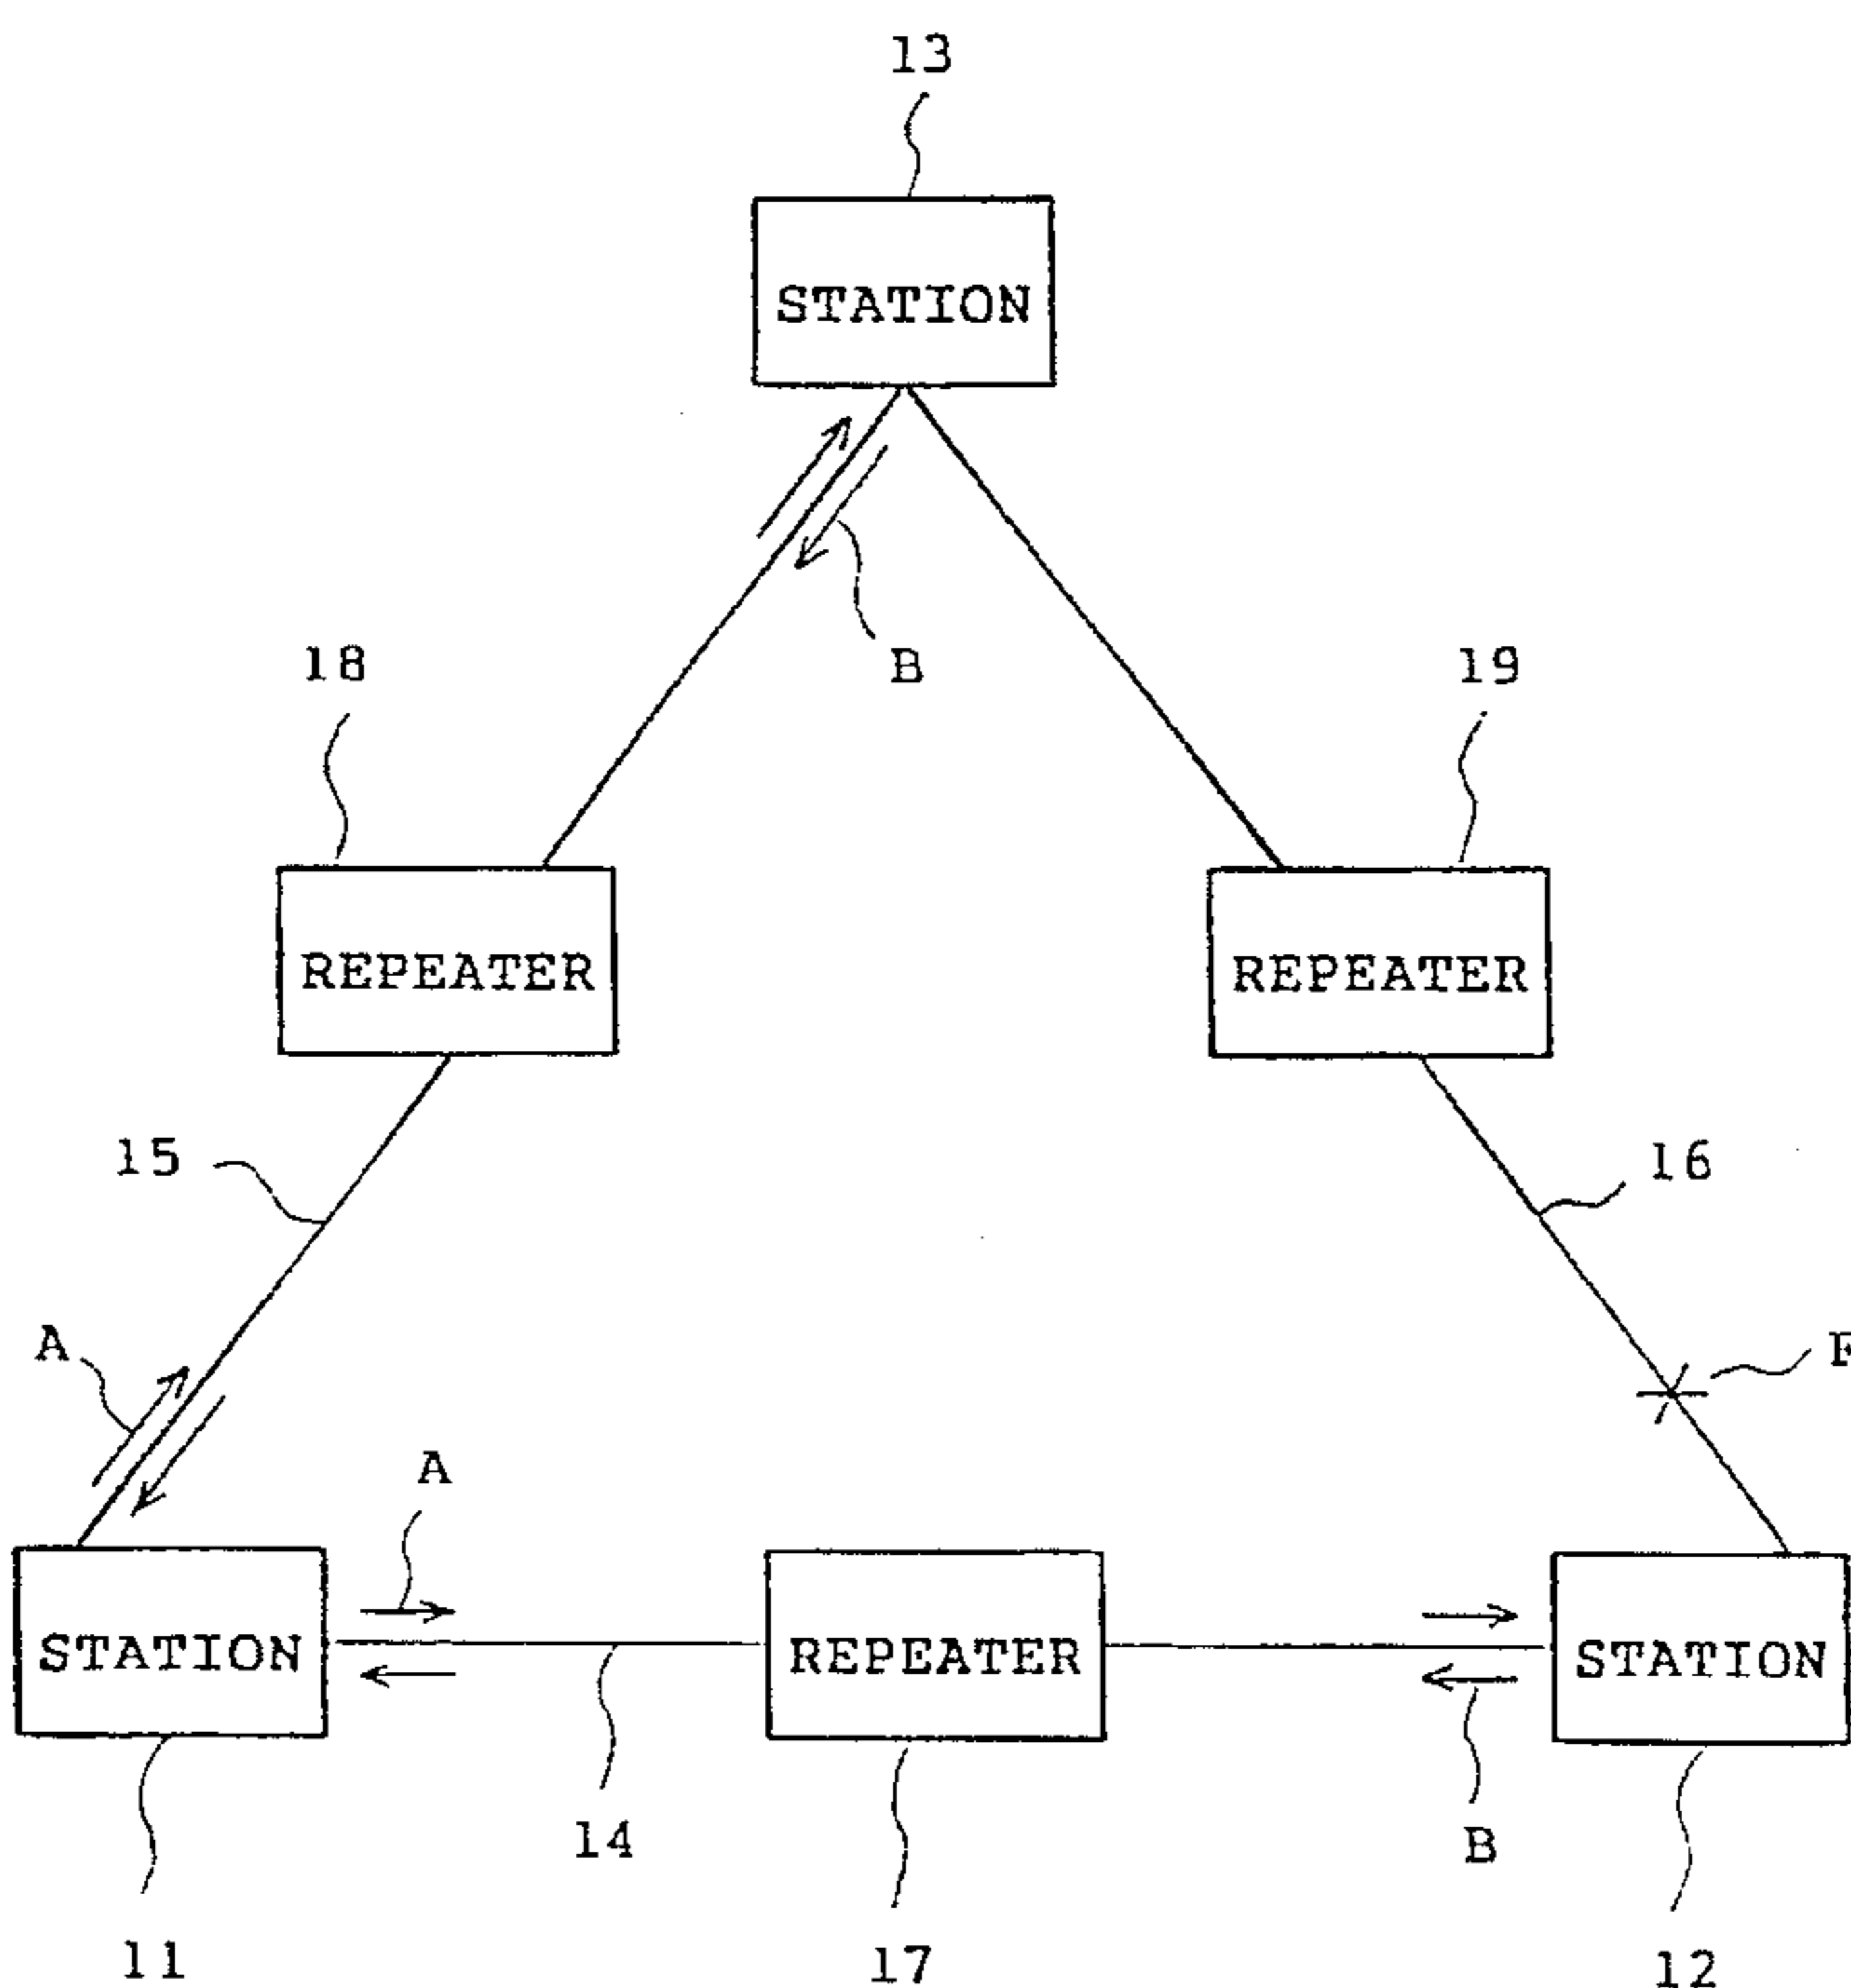 13
STATION
B
18
19
REPEATER
REPEATER
15
16
A
A
STATION
REPEATER
STATION
14
B
11
17
12